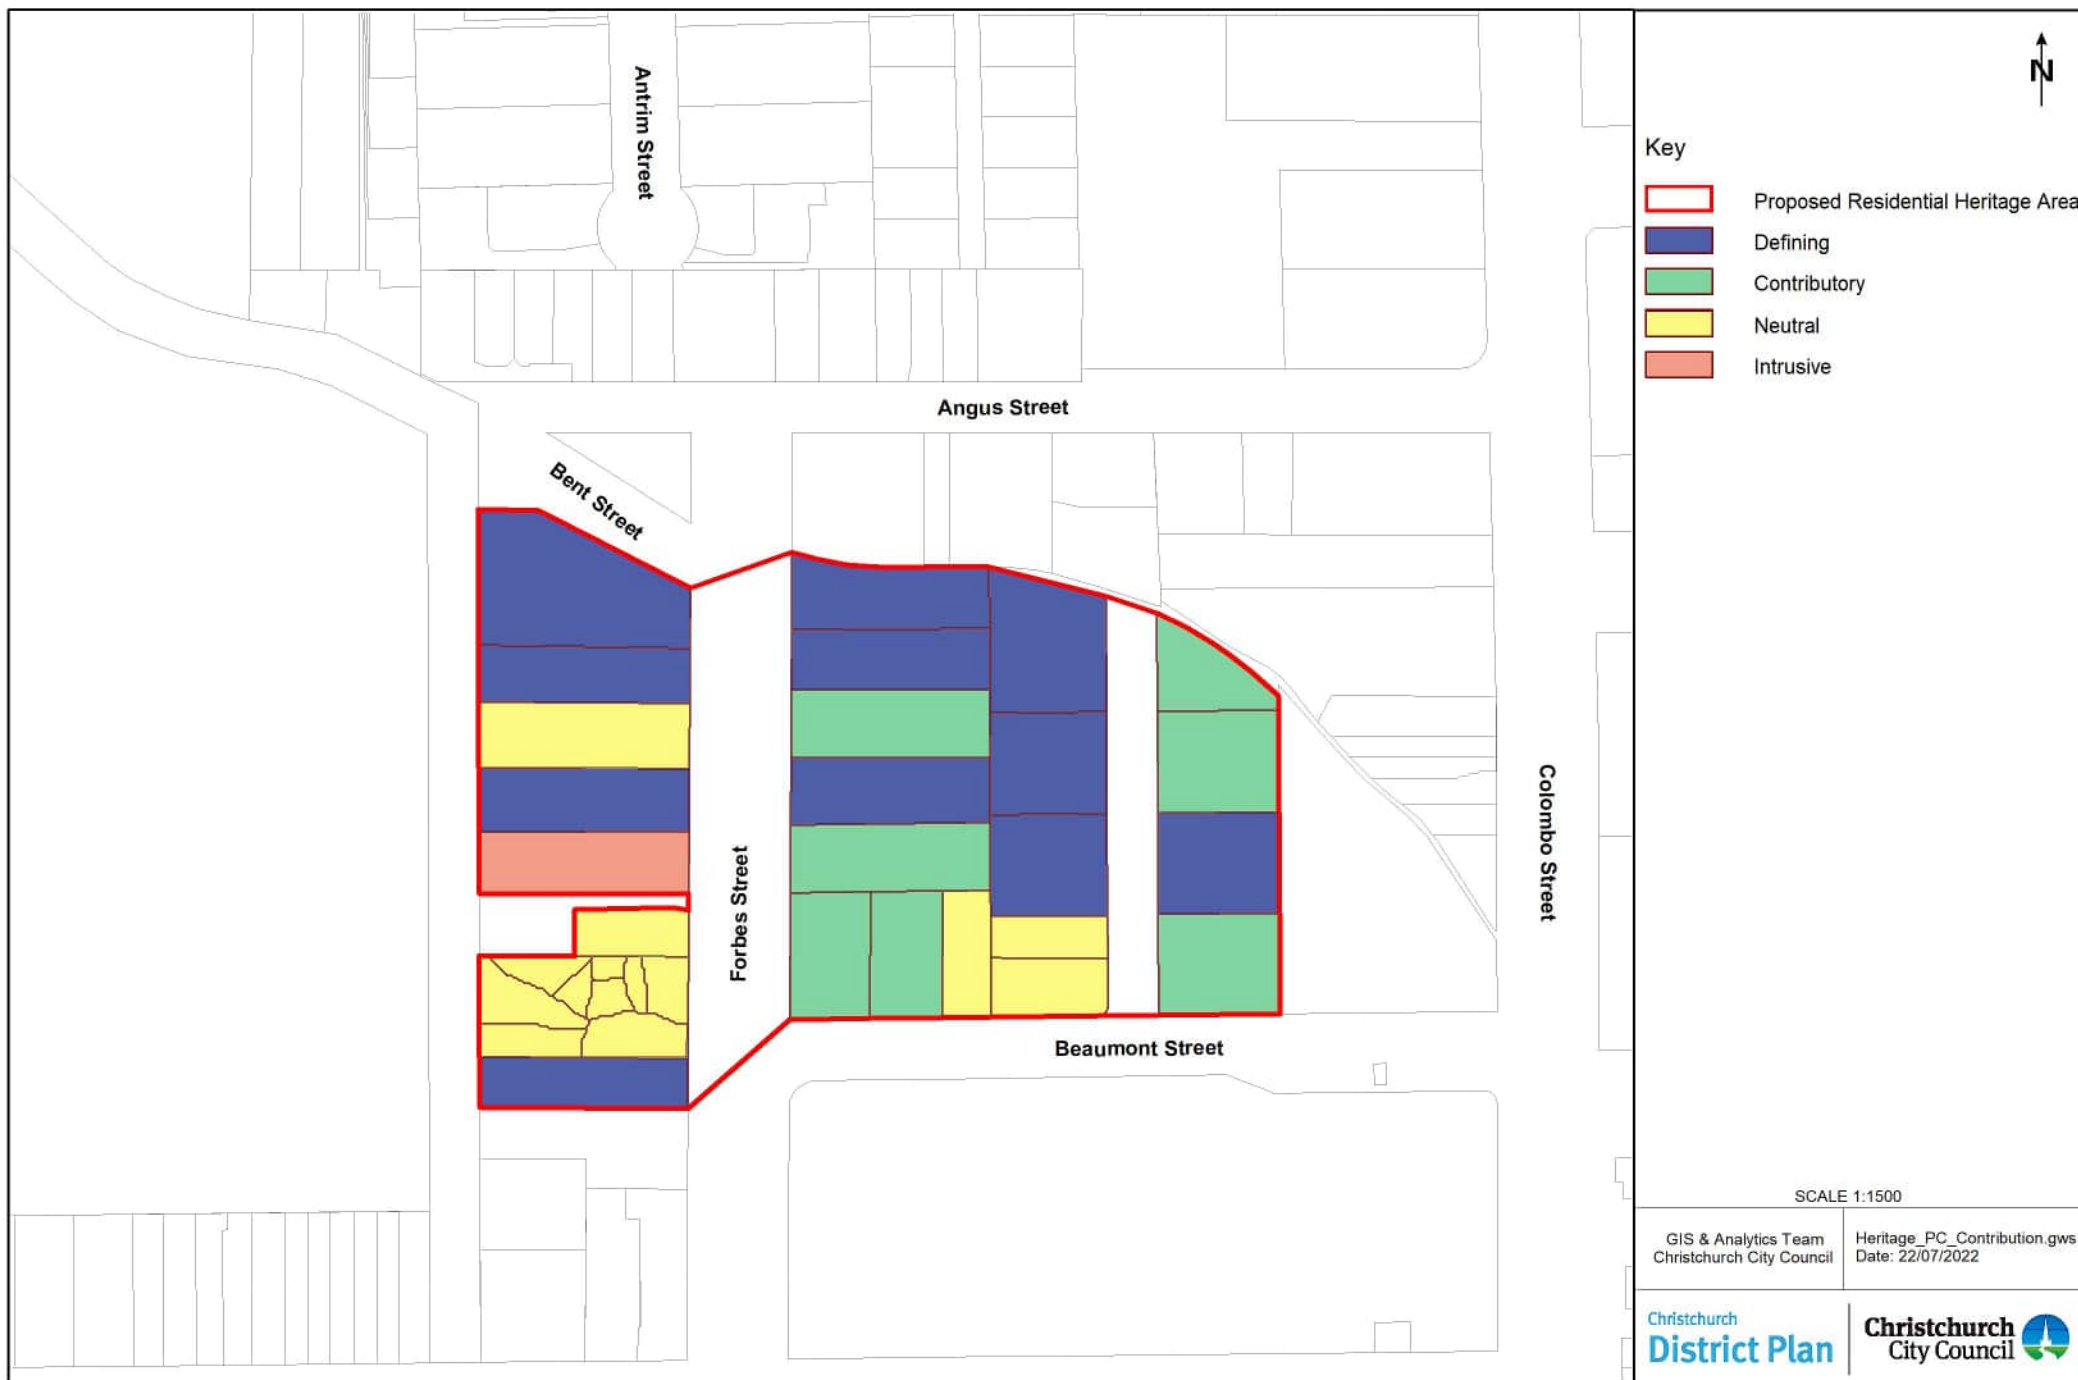 Antrim Street
Angus Street
Bent Street
Forbes Street
Beaumont Street
Colombo Street
N
Key
Proposed Residential Heritage Area
Defining
Contributory
Neutral
Intrusive
SCALE 1:1500
GIS & Analytics Team
Christchurch City Council
Heritage_PC_Contribution.gws
Date: 22/07/2022
Christchurch
District Plan
Christchurch
City Council